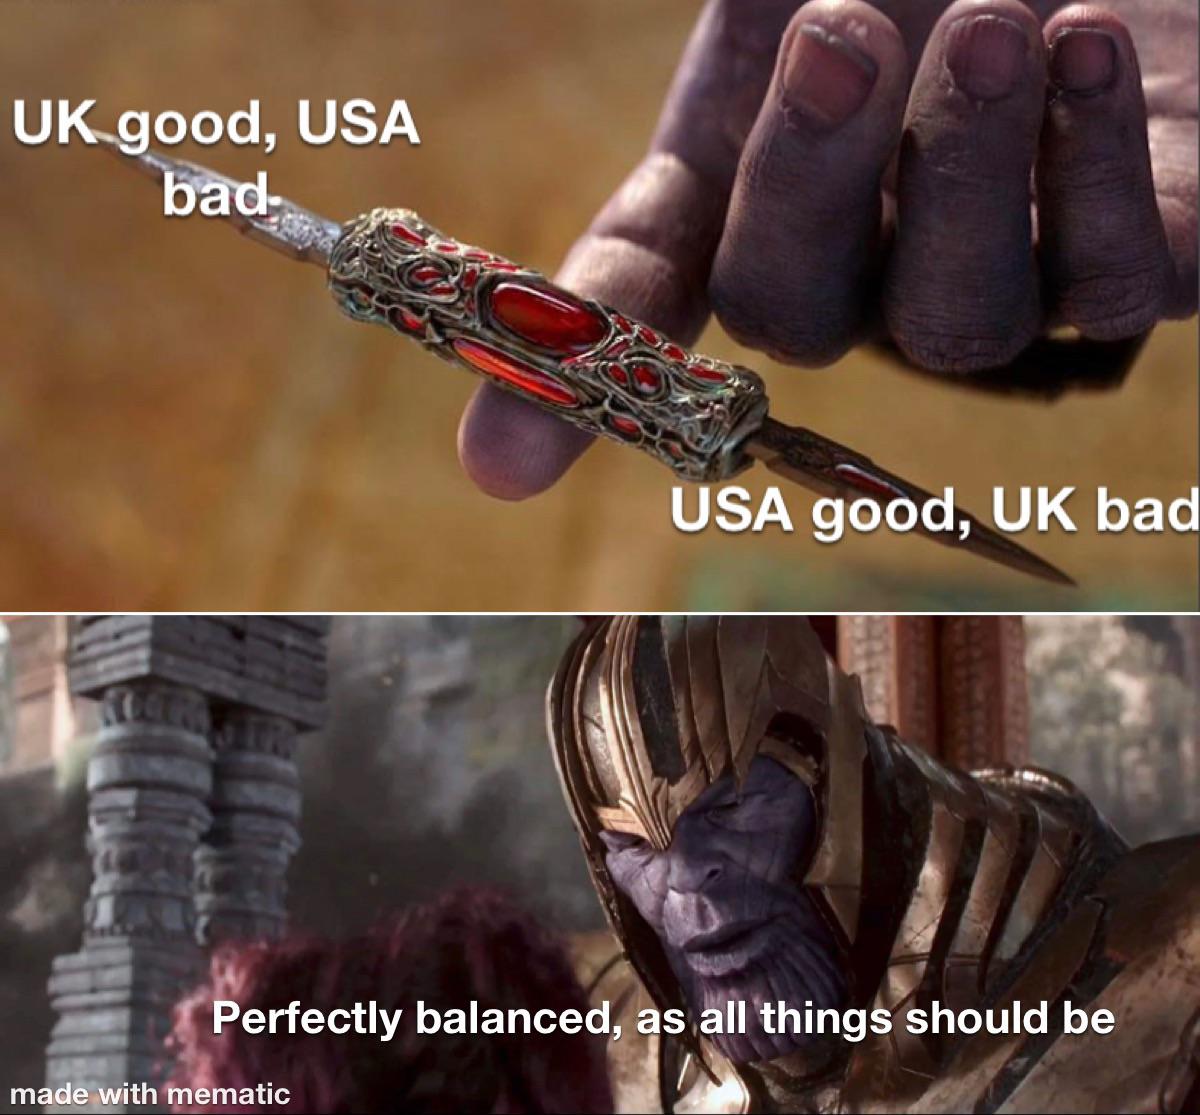 UK good, USA
bad
USA good, UK bad
Perfectly balanced, as all things should be
made with mematic